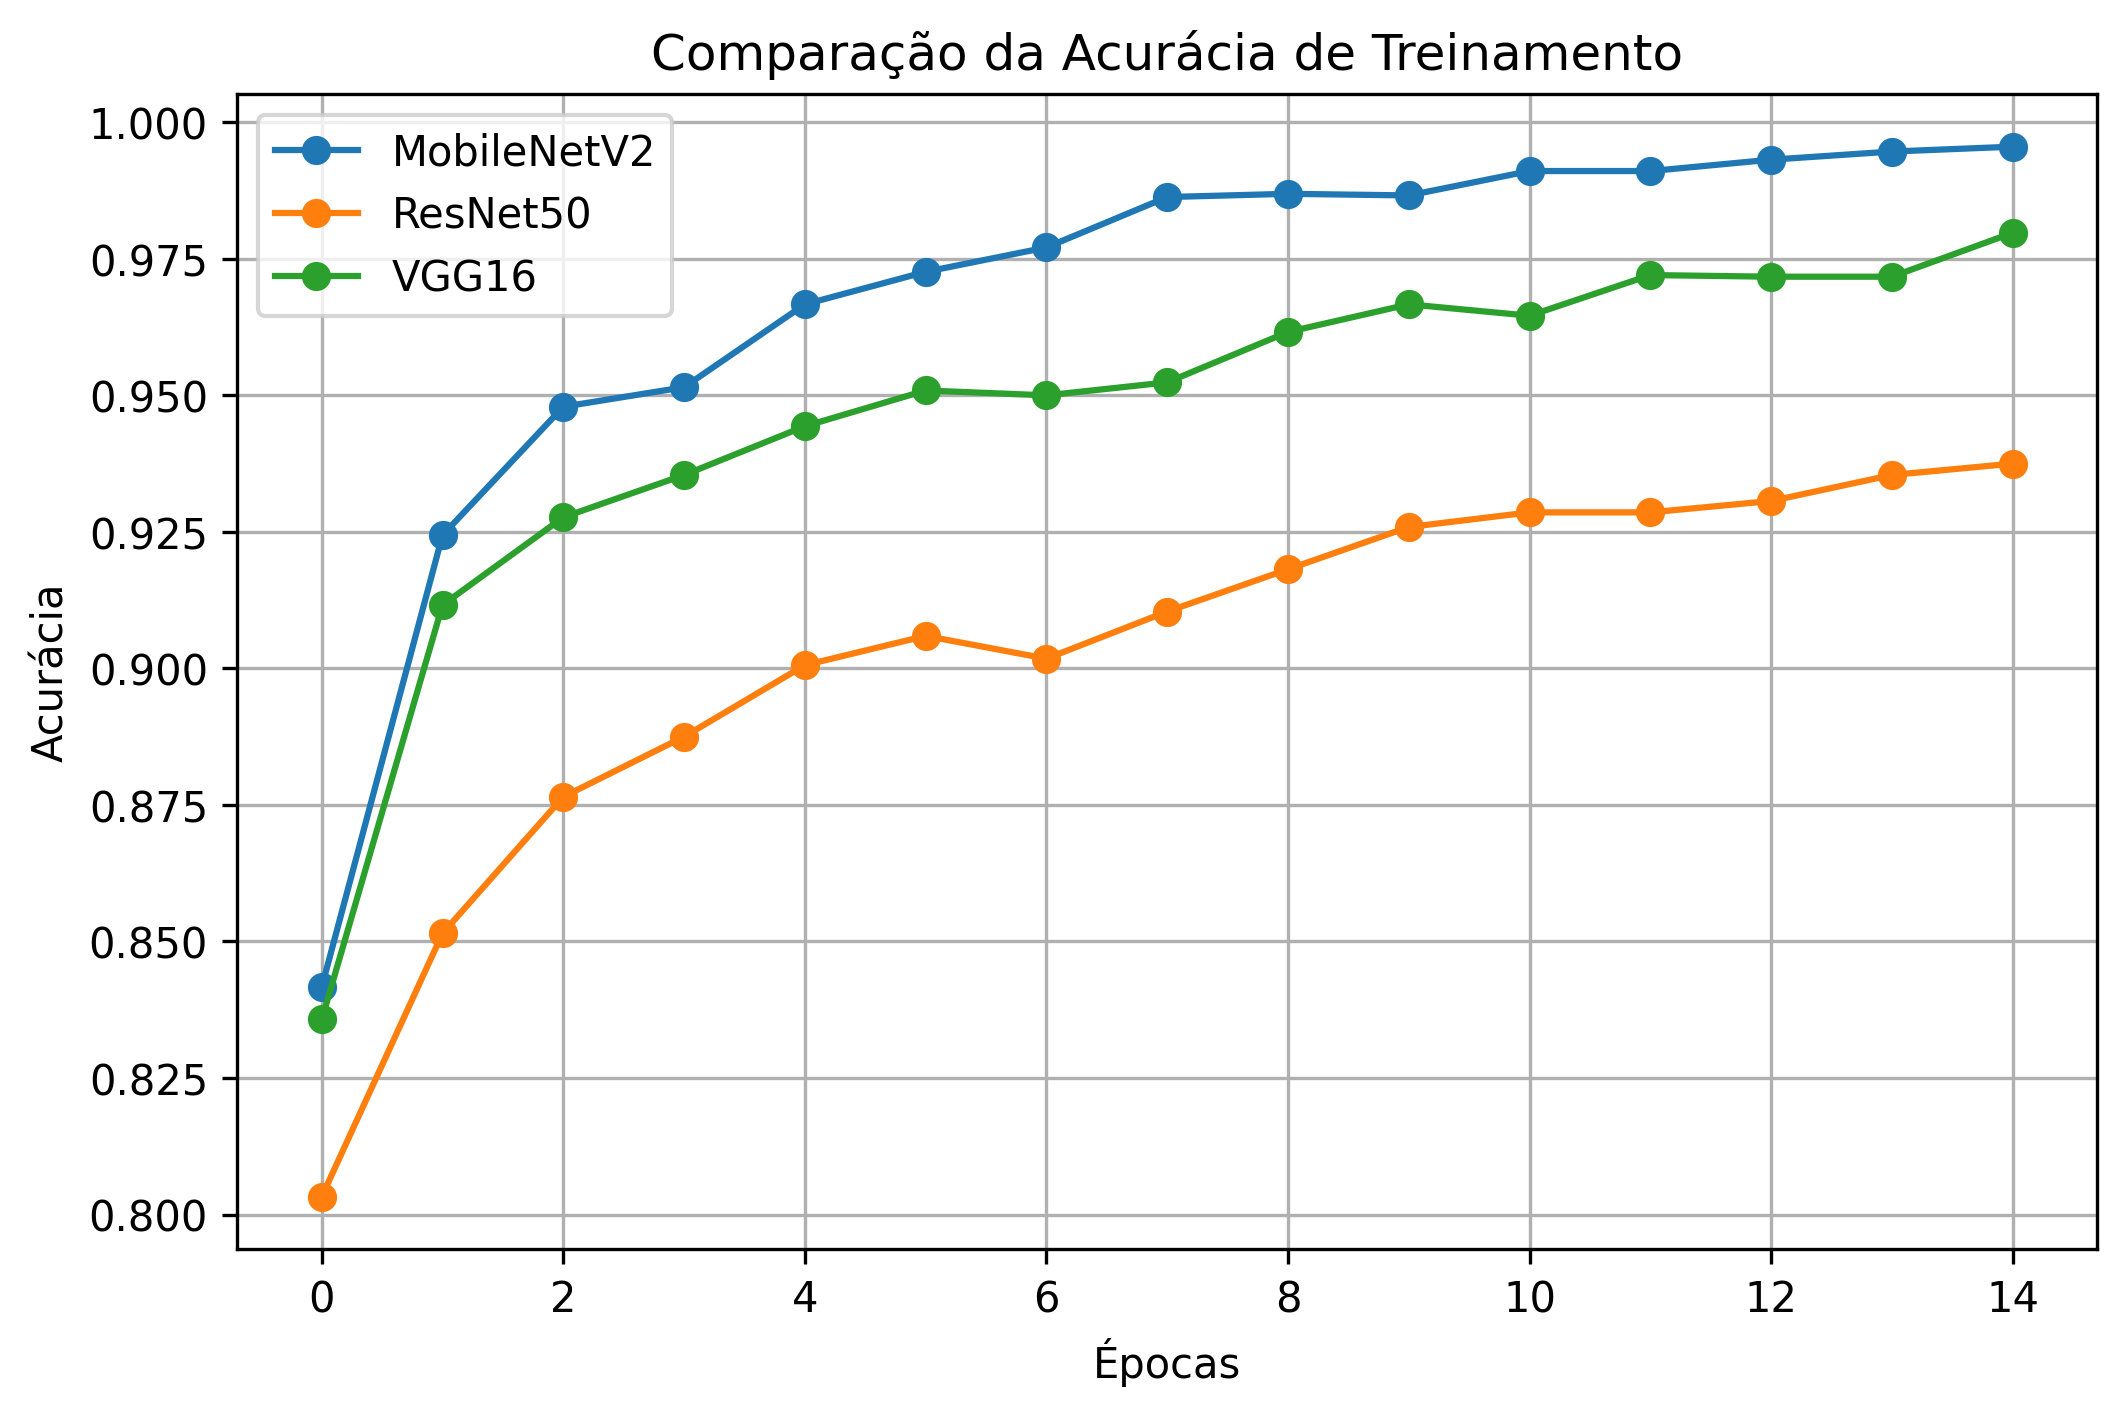 Comparação da Acurácia de Treinamento
MobileNetV2
ResNet50
VGG16
1.000
0.975
0.950
0.925
0.900
0.875
0.850
0.825
0.800
Acurácia
0 2 4 6 8 10 12 14
Épocas